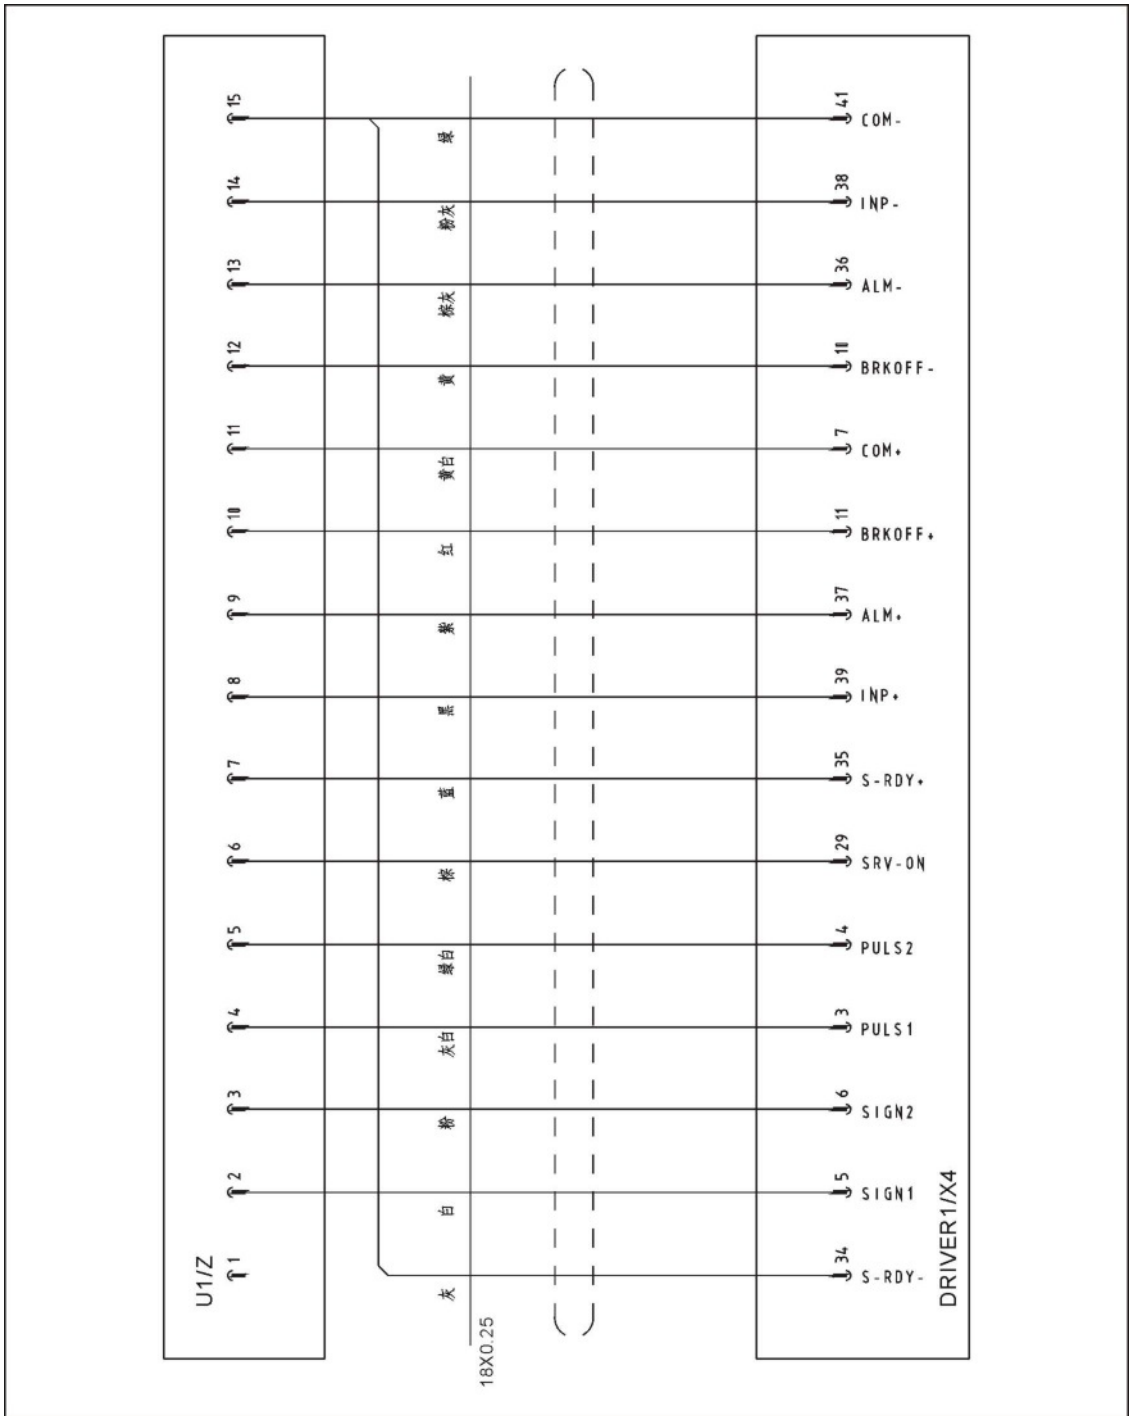 15 绿 41 COM-
14 粉灰 38 INP-
13 棕灰 36 ALM-
12 黄 10 BRKOFF-
11 黄白 7 COM+
10 红 11 BRKOFF+
9 紫 37 ALM+
8 黑 39 INP+
7 蓝 35 S-RDY+
6 棕 29 SRV-ON
5 绿白 4 PULS2
4 灰白 3 PULS1
3 粉 6 SIGN2
2 白 5 SIGN1
1 灰 34 S-RDY-
U1/Z
18X0.25
DRIVER1/X4